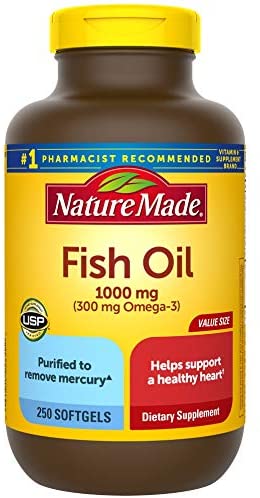 #1 PHARMACIST RECOMMENDED
VITAMIN &
SUPPLEMENT
BRAND*
Nature Made®
Fish Oil
1000 mg
(300 mg Omega-3)
VALUE SIZE
USP
Purified to
remove mercury▲
Helps support
a healthy heart†
250 SOFTGELS
Dietary Supplement